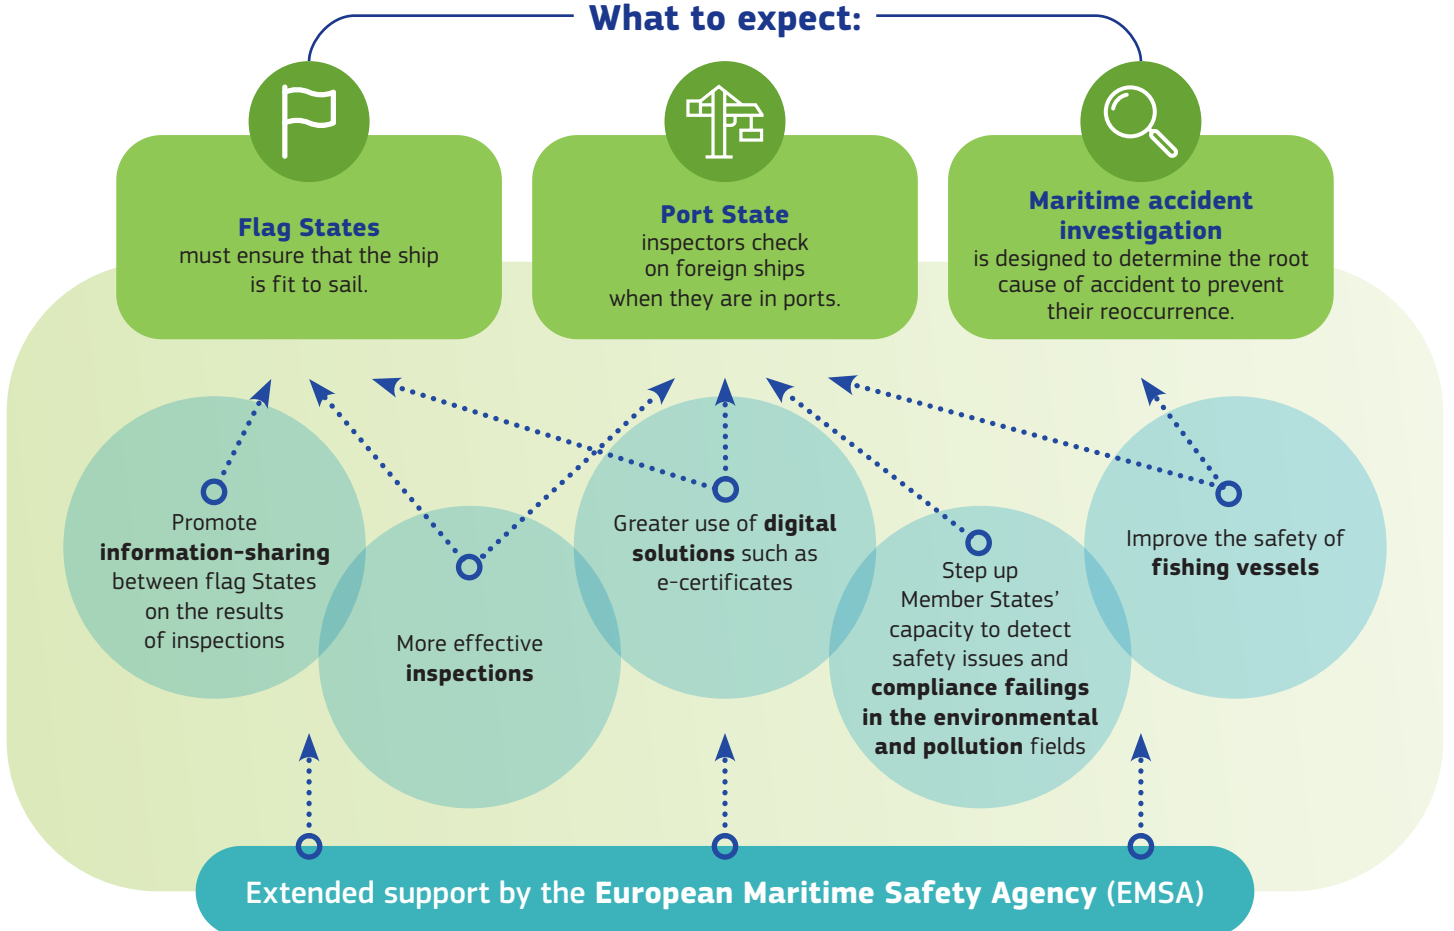 What to expect:
Flag States
must ensure that the ship
is fit to sail.
Port State
inspectors check
on foreign ships
when they are in ports.
Maritime accident
investigation
is designed to determine the root
cause of accident to prevent
their reoccurrence.
Promote
information-sharing
between flag States
on the results
of inspections
More effective
inspections
Greater use of digital
solutions such as
e-certificates
Step up
Member States’
capacity to detect
safety issues and
compliance failings
in the environmental
and pollution fields
Improve the safety of
fishing vessels
Extended support by the European Maritime Safety Agency (EMSA)